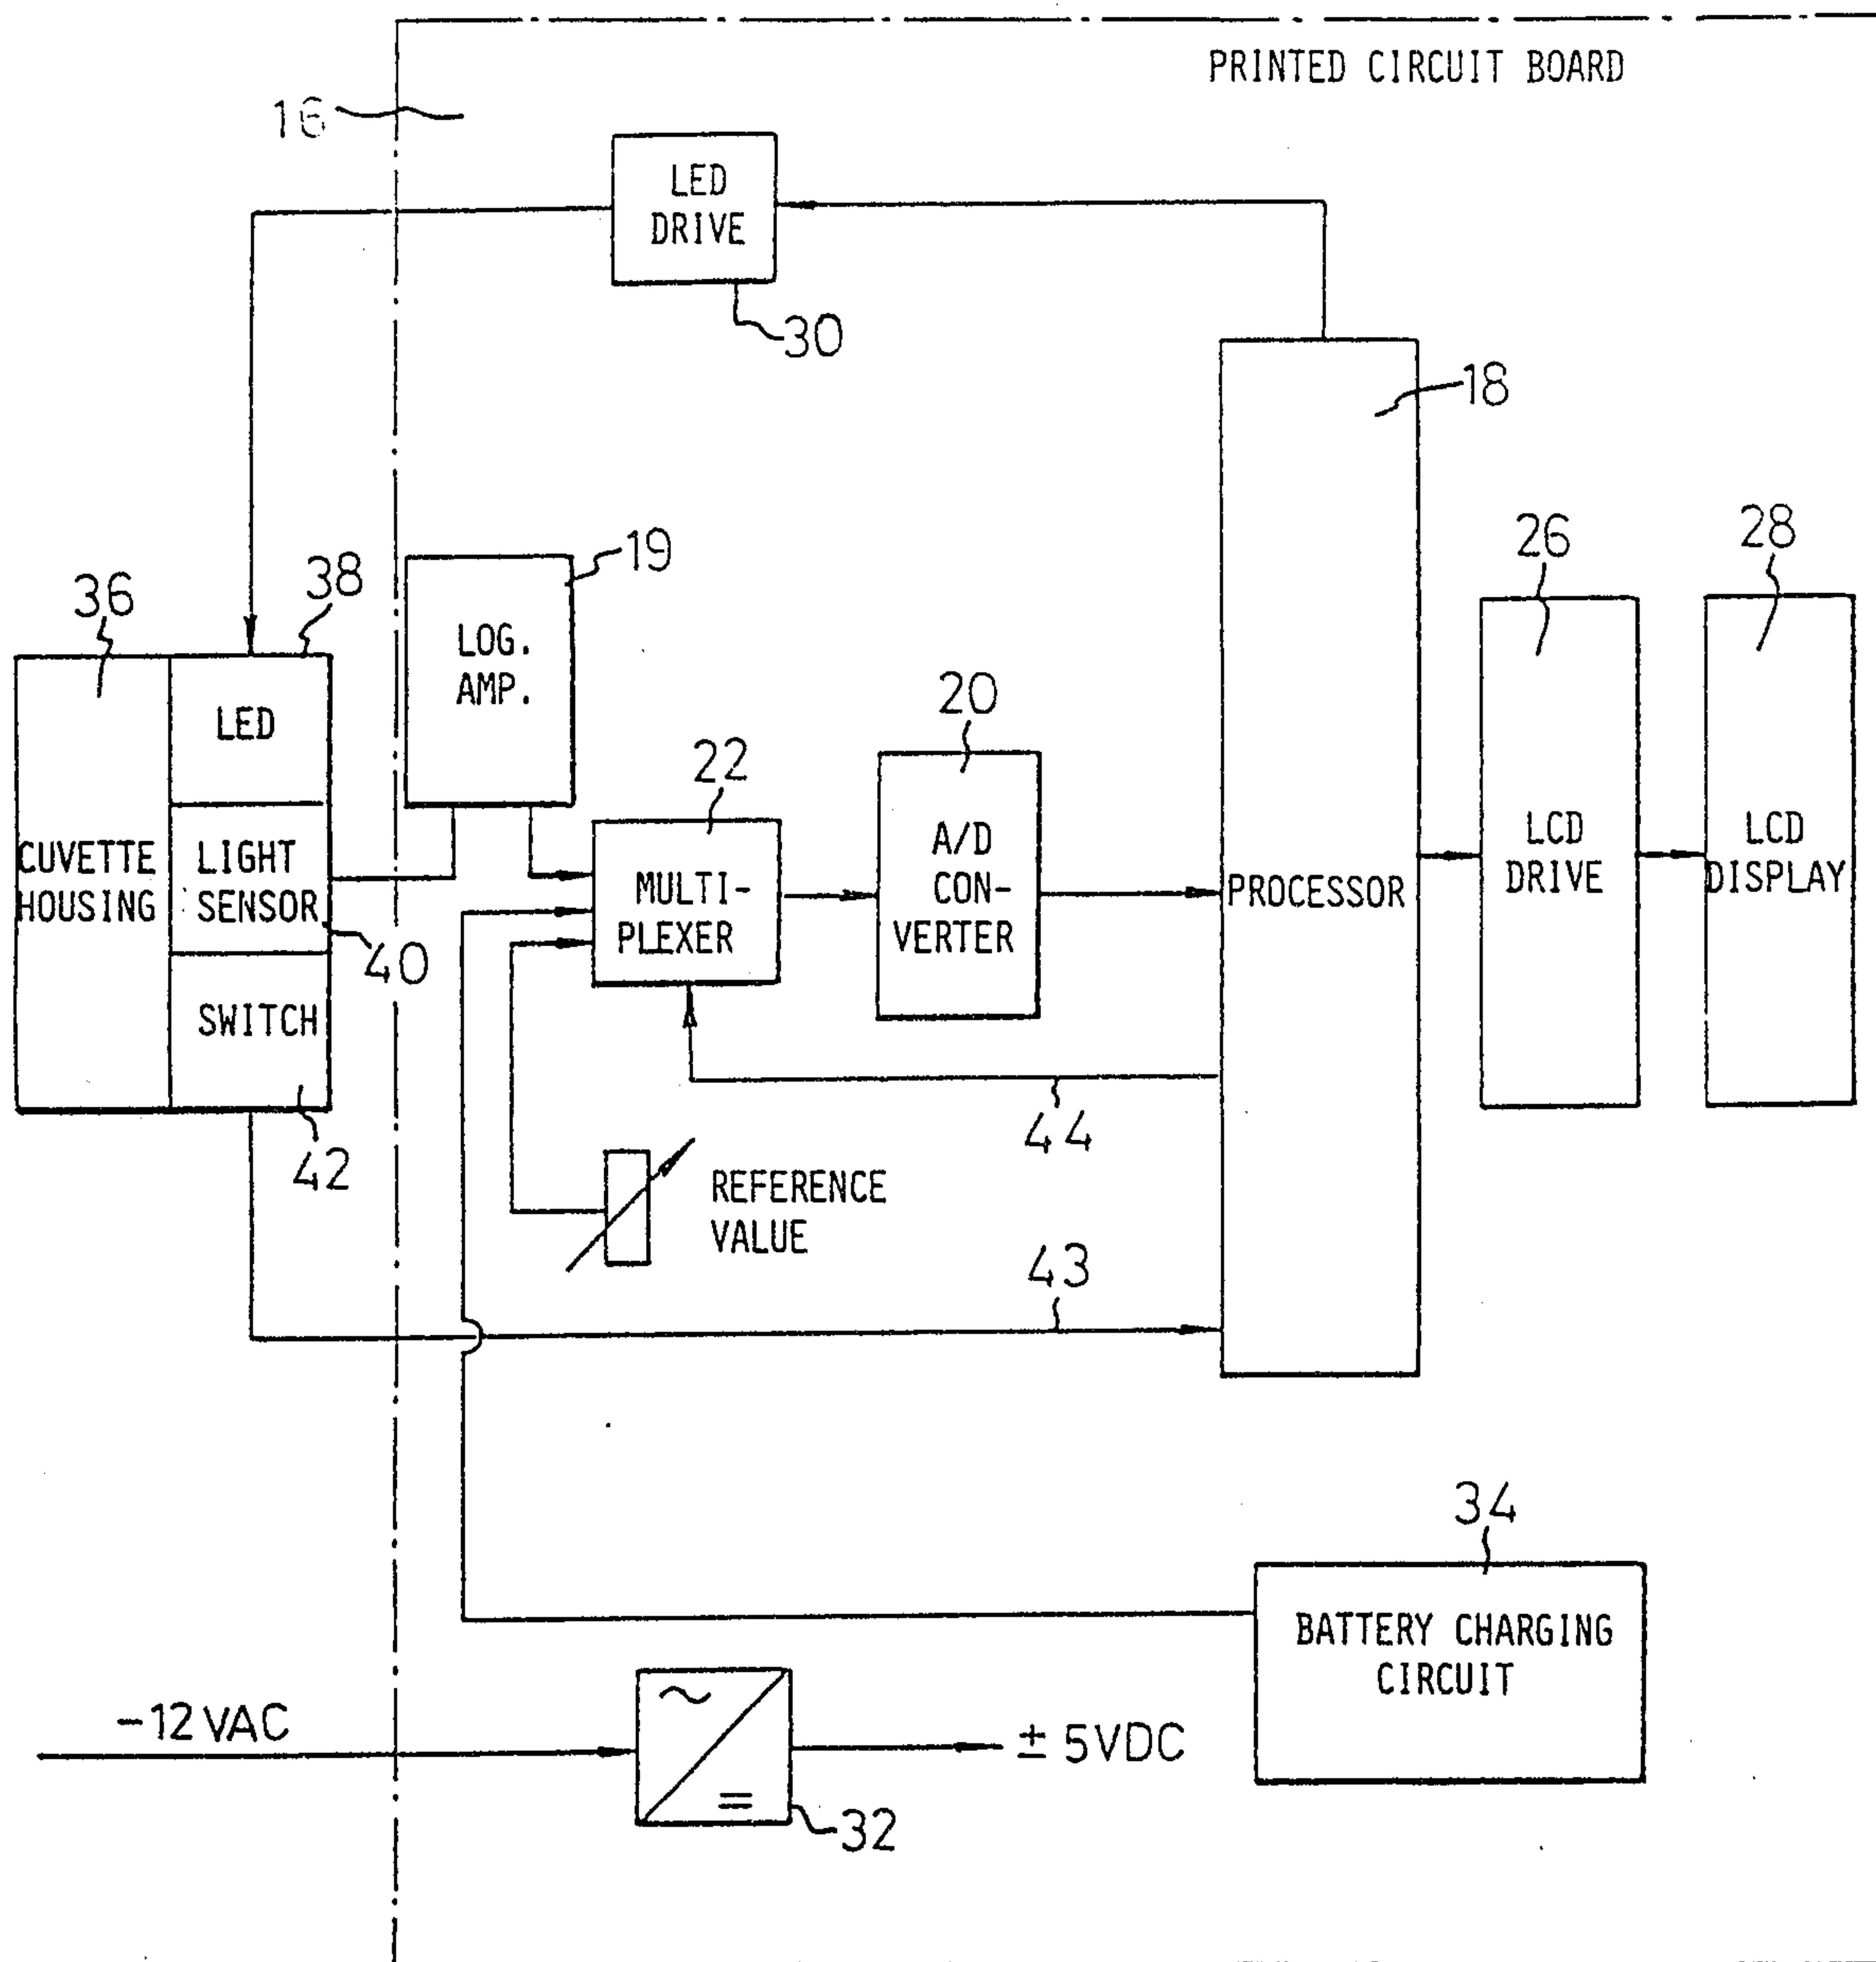 PRINTED CIRCUIT BOARD
16
LED
DRIVE
30
18
19
26
28
36
38
LOG.
AMP.
20
22
LED
CUVETTE
HOUSING
LIGHT
SENSOR
40
SWITCH
42
MULTI-
PLEXER
A/D
CON-
VERTER
PROCESSOR
LCD
DRIVE
LCD
DISPLAY
44
REFERENCE
VALUE
43
34
BATTERY CHARGING
CIRCUIT
-12 VAC
± 5VDC
~
=
32